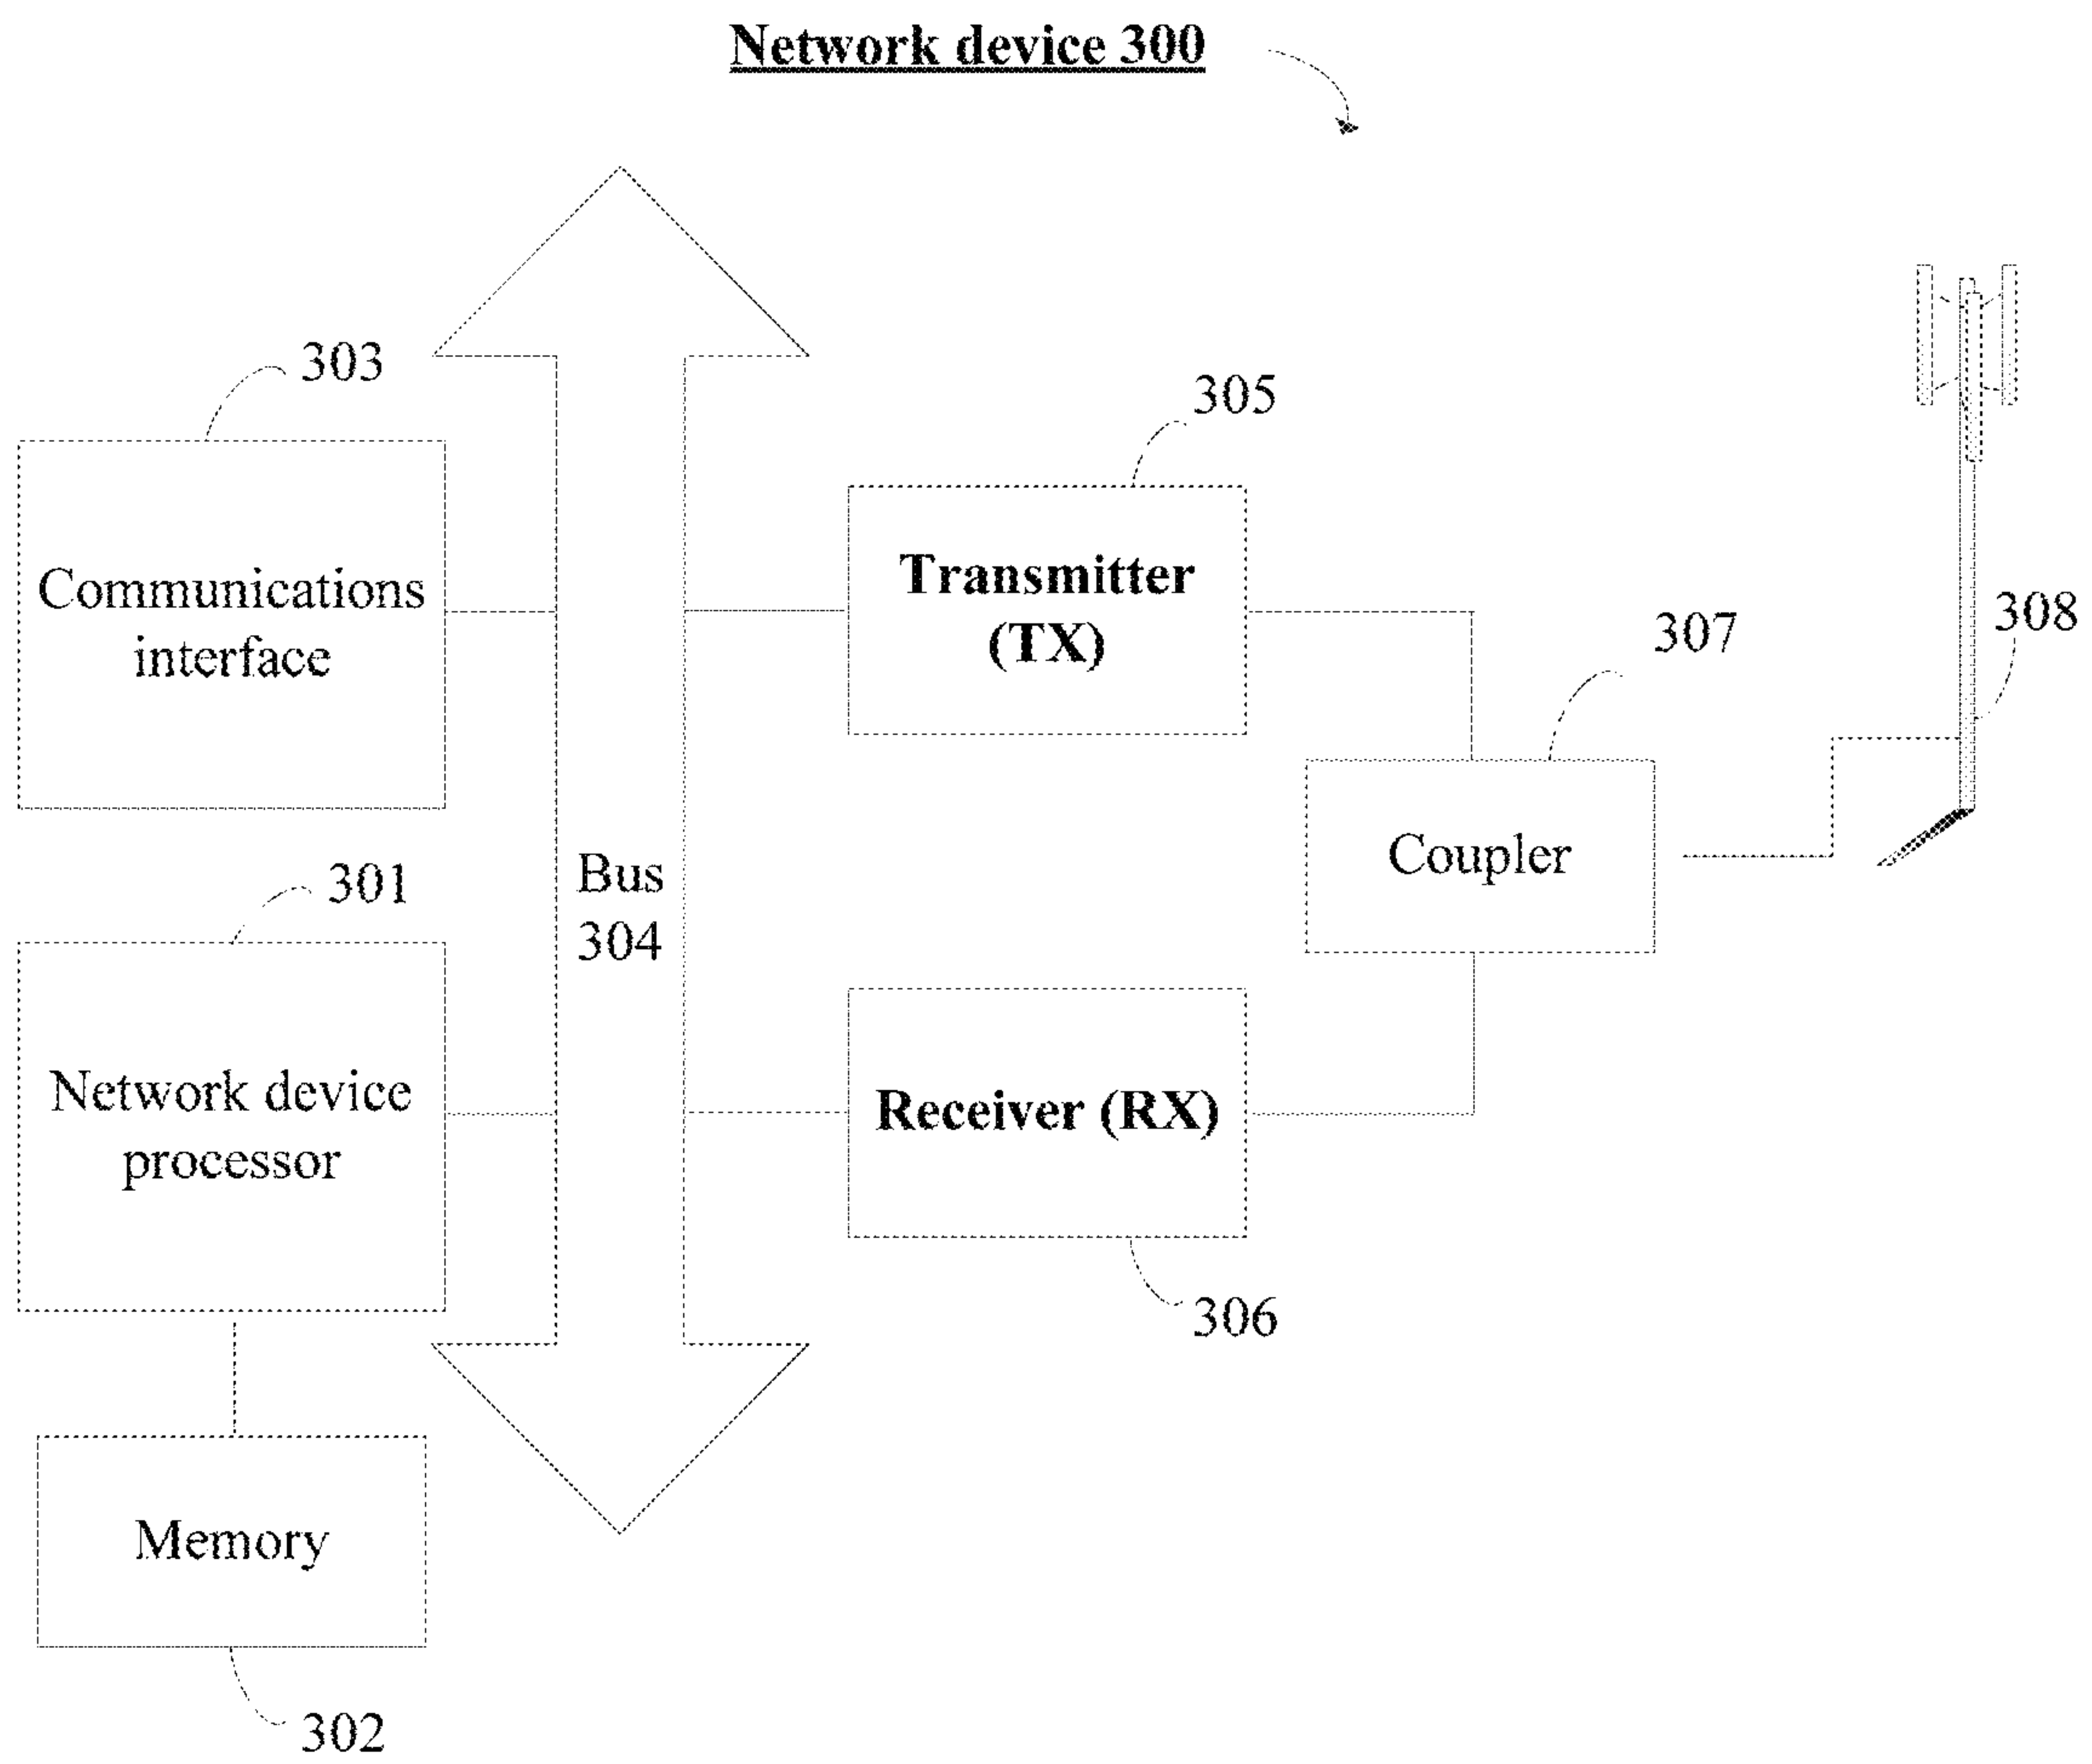 Network device 300
303
305
Communications
interface
Transmitter
(TX)
308
307
Bus
304
Coupler
301
Network device
processor
Receiver (RX)
306
Memory
302